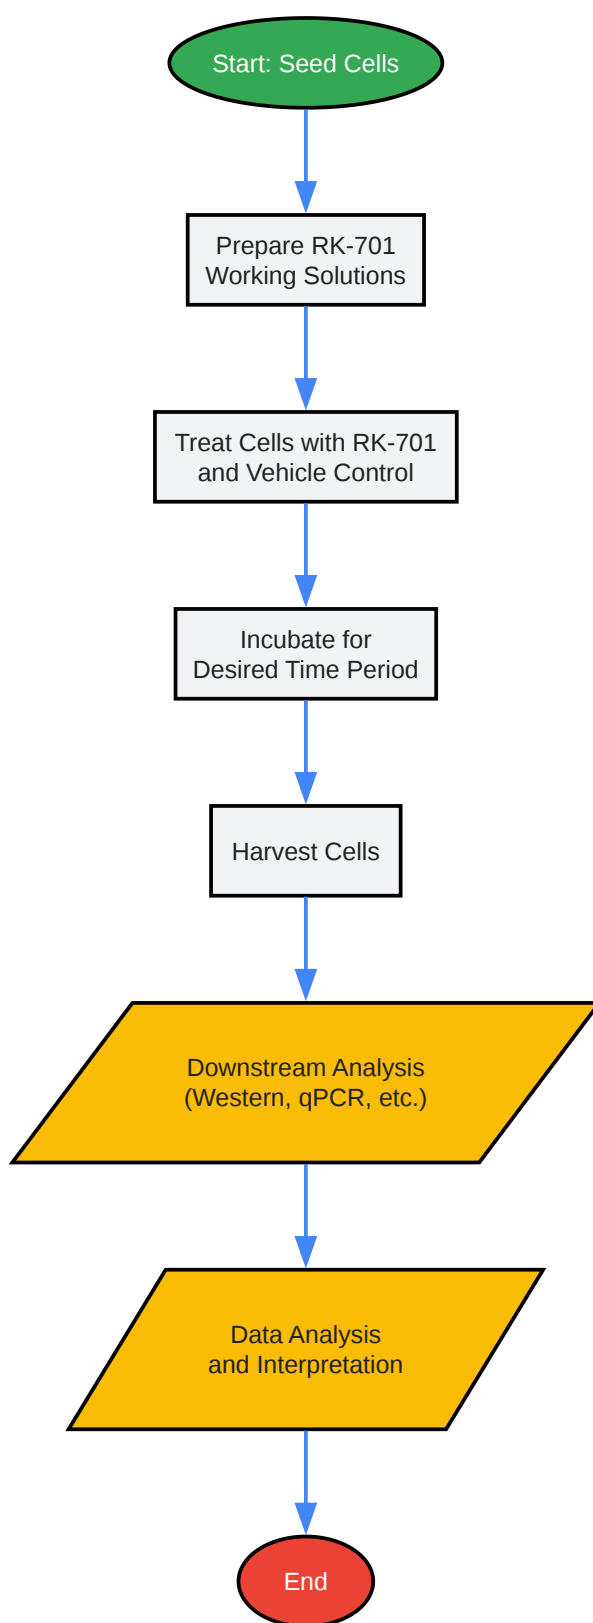 Start: Seed Cells
Prepare RK-701
Working Solutions
Treat Cells with RK-701
and Vehicle Control
Incubate for
Desired Time Period
Harvest Cells
Downstream Analysis
(Western, qPCR, etc.)
Data Analysis
and Interpretation
End